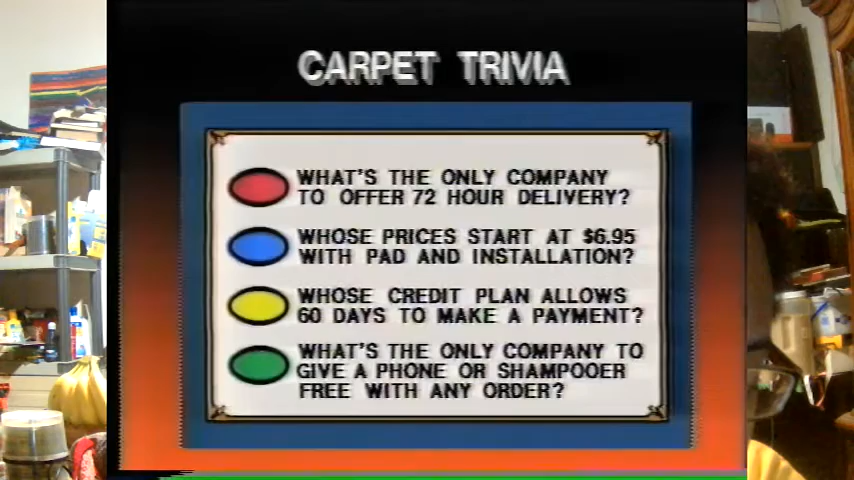 CARPET TRIVIA
WHAT'S THE ONLY COMPANY
TO OFFER 72 HOUR DELIVERY?
WHOSE PRICES START AT $6.95
WITH PAD AND INSTALLATION?
WHOSE CREDIT PLAN ALLOWS
60 DAYS TO MAKE A PAYMENT?
WHAT'S THE ONLY COMPANY TO
GIVE A PHONE OR SHAMPOOER
FREE WITH ANY ORDER?